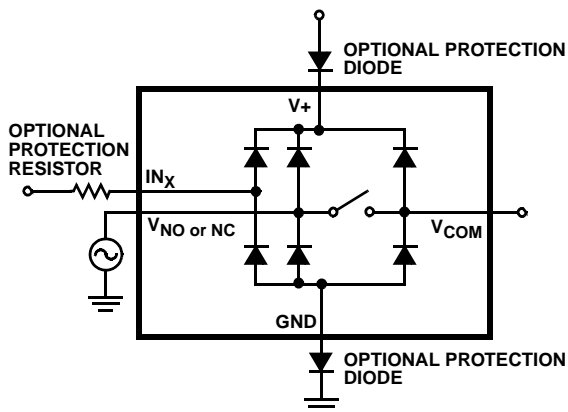 OPTIONAL PROTECTION
DIODE
V+
OPTIONAL
PROTECTION
RESISTOR
INX
VNO or NC
VCOM
GND
OPTIONAL PROTECTION
DIODE